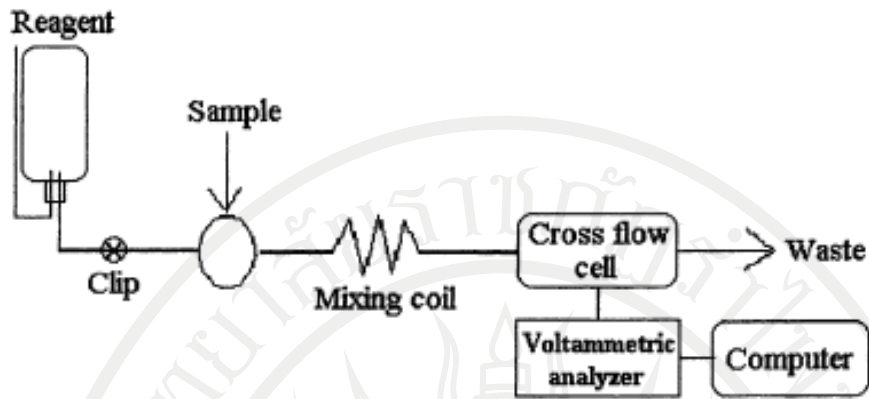 Reagent
Sample
Clip
Mixing coil
Cross flow
cell
Waste
Voltammetric
analyzer
Computer